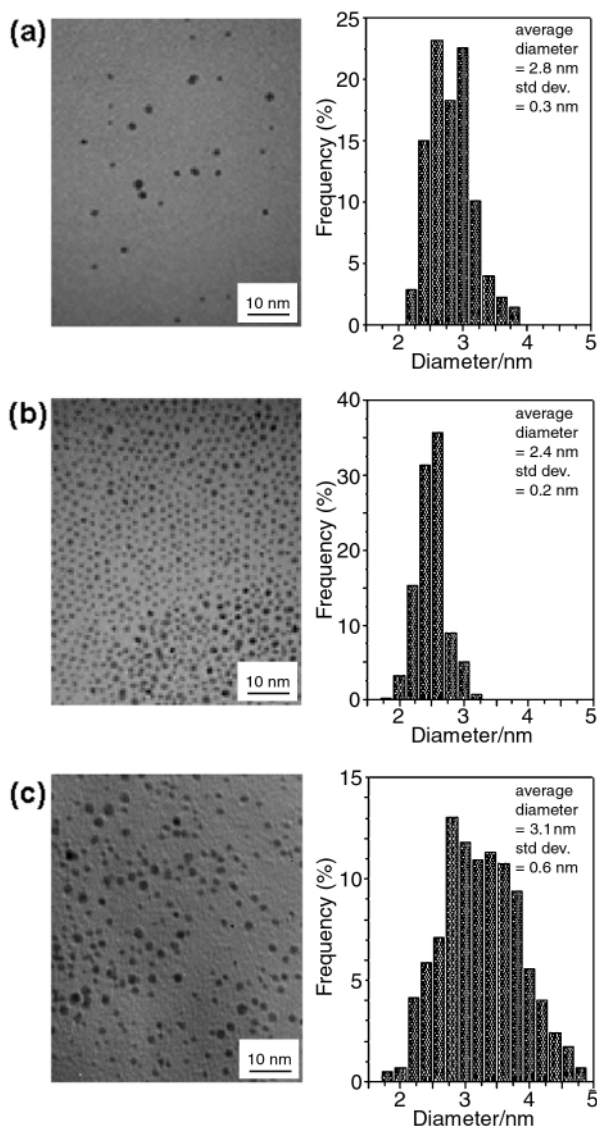 (a)
10 nm
Frequency (%)
25
20
15
10
5
0
2
3
4
5
Diameter/nm
average
diameter
= 2.8 nm
std dev.
= 0.3 nm
(b)
10 nm
Frequency (%)
40
30
20
10
0
2
3
4
5
Diameter/nm
average
diameter
= 2.4 nm
std dev.
= 0.2 nm
(c)
10 nm
Frequency (%)
15
10
5
0
2
3
4
5
Diameter/nm
average
diameter
= 3.1 nm
std dev.
= 0.6 nm